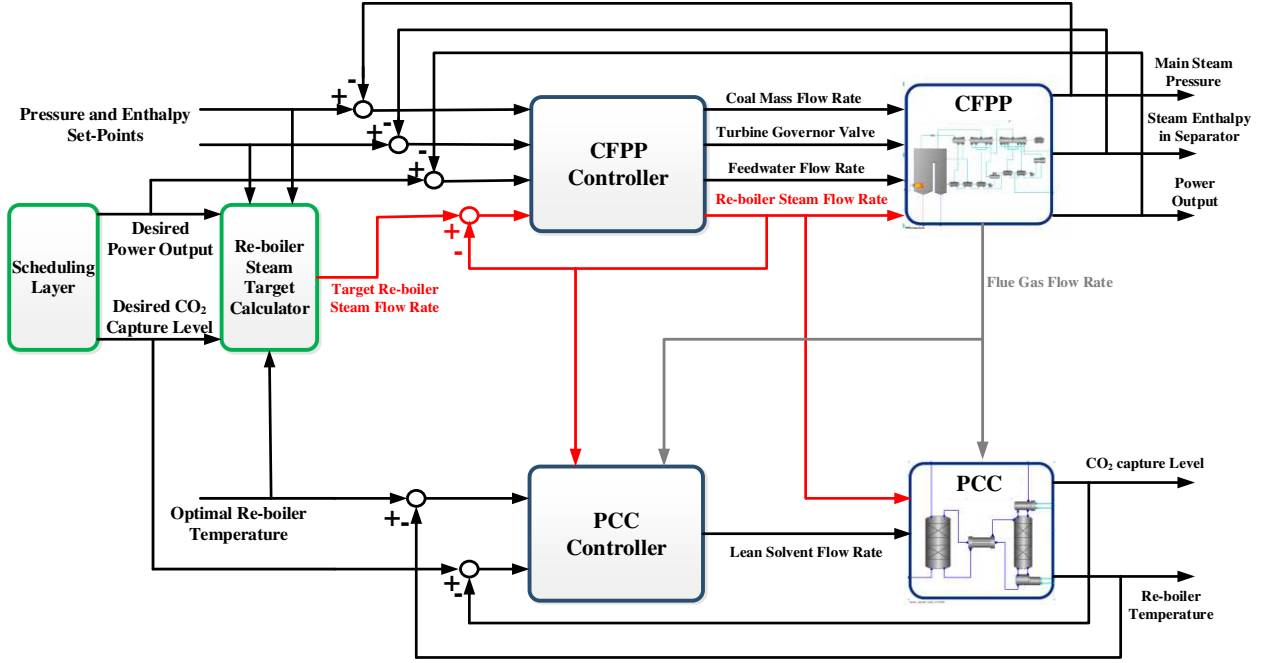 Main Steam
Pressure
Pressure and Enthalpy
Set-Points
Coal Mass Flow Rate
CFPP
Steam Enthalpy
in Separator
CFPP
Controller
Turbine Governor Valve
Feedwater Flow Rate
Power
Output
Re-boiler Steam Flow Rate
Scheduling
Layer
Desired
Power Output
Re-boiler
Steam
Target
Calculator
Target Re-boiler
Steam Flow Rate
Flue Gas Flow Rate
Desired CO₂
Capture Level
CO₂ capture Level
PCC
Optimal Re-boiler
Temperature
PCC
Controller
Lean Solvent Flow Rate
Re-boiler
Temperature
+
-
+
-
+
-
+
-
+
-
+
-